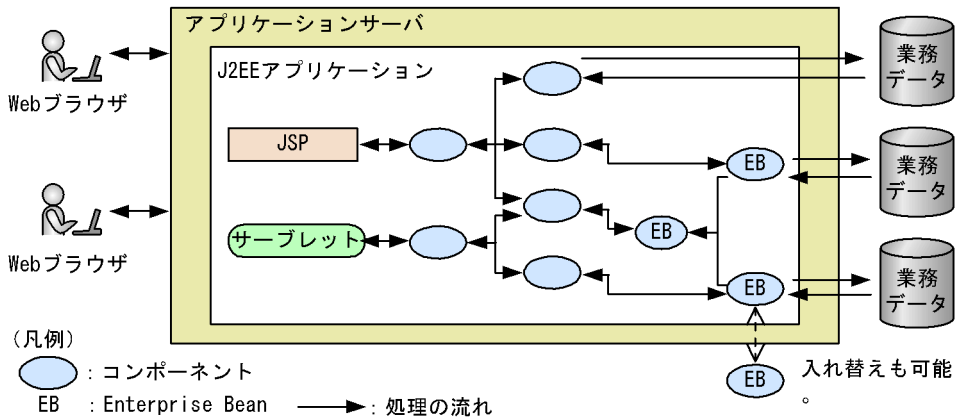 アプリケーションサーバ
J2EEアプリケーション
Webブラウザ
Webブラウザ
JSP
サーブレット
EB
EB
EB
業務
データ
業務
データ
業務
データ
EB
入れ替えも可能
。
(凡例)
：コンポーネント
EB ：Enterprise Bean
：処理の流れ